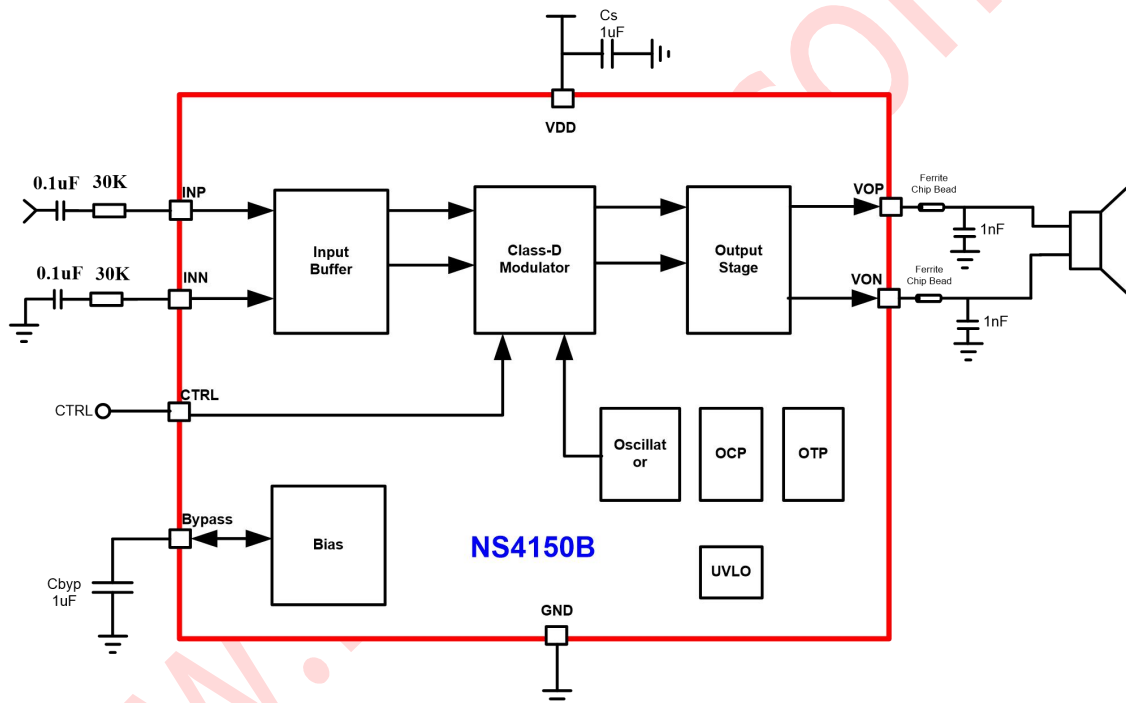 Cs
1uF
VDD
0.1uF 30K
INP
VOP
Ferrite
Chip Bead
1nF
Input
Buffer
Class-D
Modulator
Output
Stage
0.1uF 30K
INN
VON
Ferrite
Chip Bead
1nF
CTRL
CTRL
Oscillat
or
OCP
OTP
Bypass
Bias
NS4150B
UVLO
Cbyp
1uF
GND